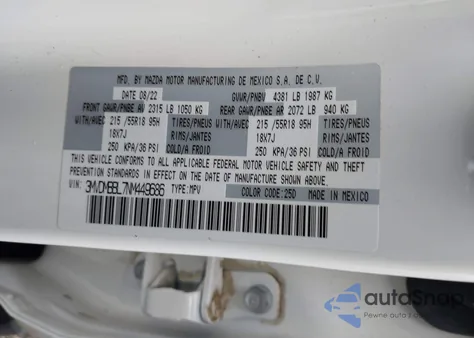 MFD. BY MAZDA MOTOR MANUFACTURING DE MEXICO S.A. DE C.V.
DATE 08/22 GVWR/PNBV 4381 LB 1987 KG
FRONT GAWR/PNBE AV 2315 LB 1050 KG REAR GAWR/PNBE AR 2072 LB 940 KG
WITH/AVEC 215/55R18 95H TIRES/PNEUS WITH/AVEC 215/55R18 95H TIRES/PNEUS
18X7J RIMS/JANTES 18X7J RIMS/JANTES
250 KPA/36 PSI COLD/A FROID 250 KPA/36 PSI COLD/A FROID
THIS VEHICLE CONFORMS TO ALL APPLICABLE FEDERAL MOTOR VEHICLE SAFETY AND THEFT
PREVENTION STANDARDS IN EFFECT ON THE DATE OF MANUFACTURE SHOWN ABOVE.
VIN: 3MVDMBBL7NM449686 TYPE: MPV COLOR CODE: 25D MADE IN MEXICO
autoSnap
Pewne auta z